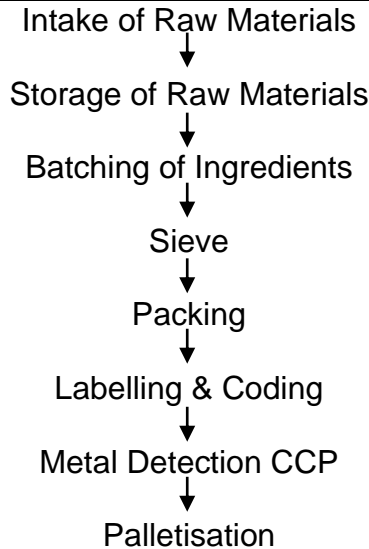 Intake of Raw Materials
Storage of Raw Materials
Batching of Ingredients
Sieve
Packing
Labelling & Coding
Metal Detection CCP
Palletisation